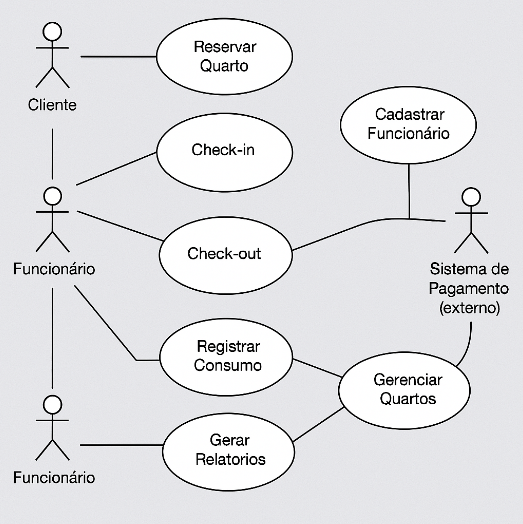 Reservar
Quarto
Cliente
Cadastrar
Funcionário
Check-in
Funcionário
Check-out
Sistema de
Pagamento
(externo)
Registrar
Consumo
Gerenciar
Quartos
Gerar
Relatorios
Funcionário